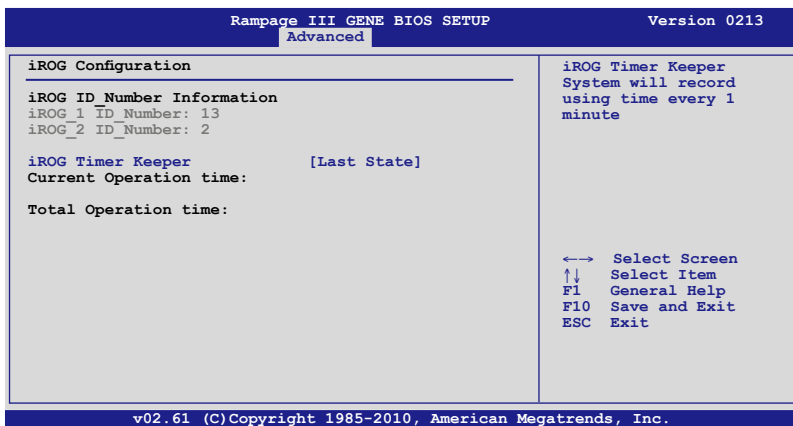 Rampage III GENE BIOS SETUP Version 0213
Advanced
iROG Configuration
iROG ID_Number Information
iROG_1 ID_Number: 13
iROG_2 ID_Number: 2
iROG Timer Keeper [Last State]
Current Operation time:
Total Operation time:
iROG Timer Keeper
System will record
using time every 1
minute
←→ Select Screen
↑↓ Select Item
F1 General Help
F10 Save and Exit
ESC Exit
v02.61 (C)Copyright 1985-2010, American Megatrends, Inc.